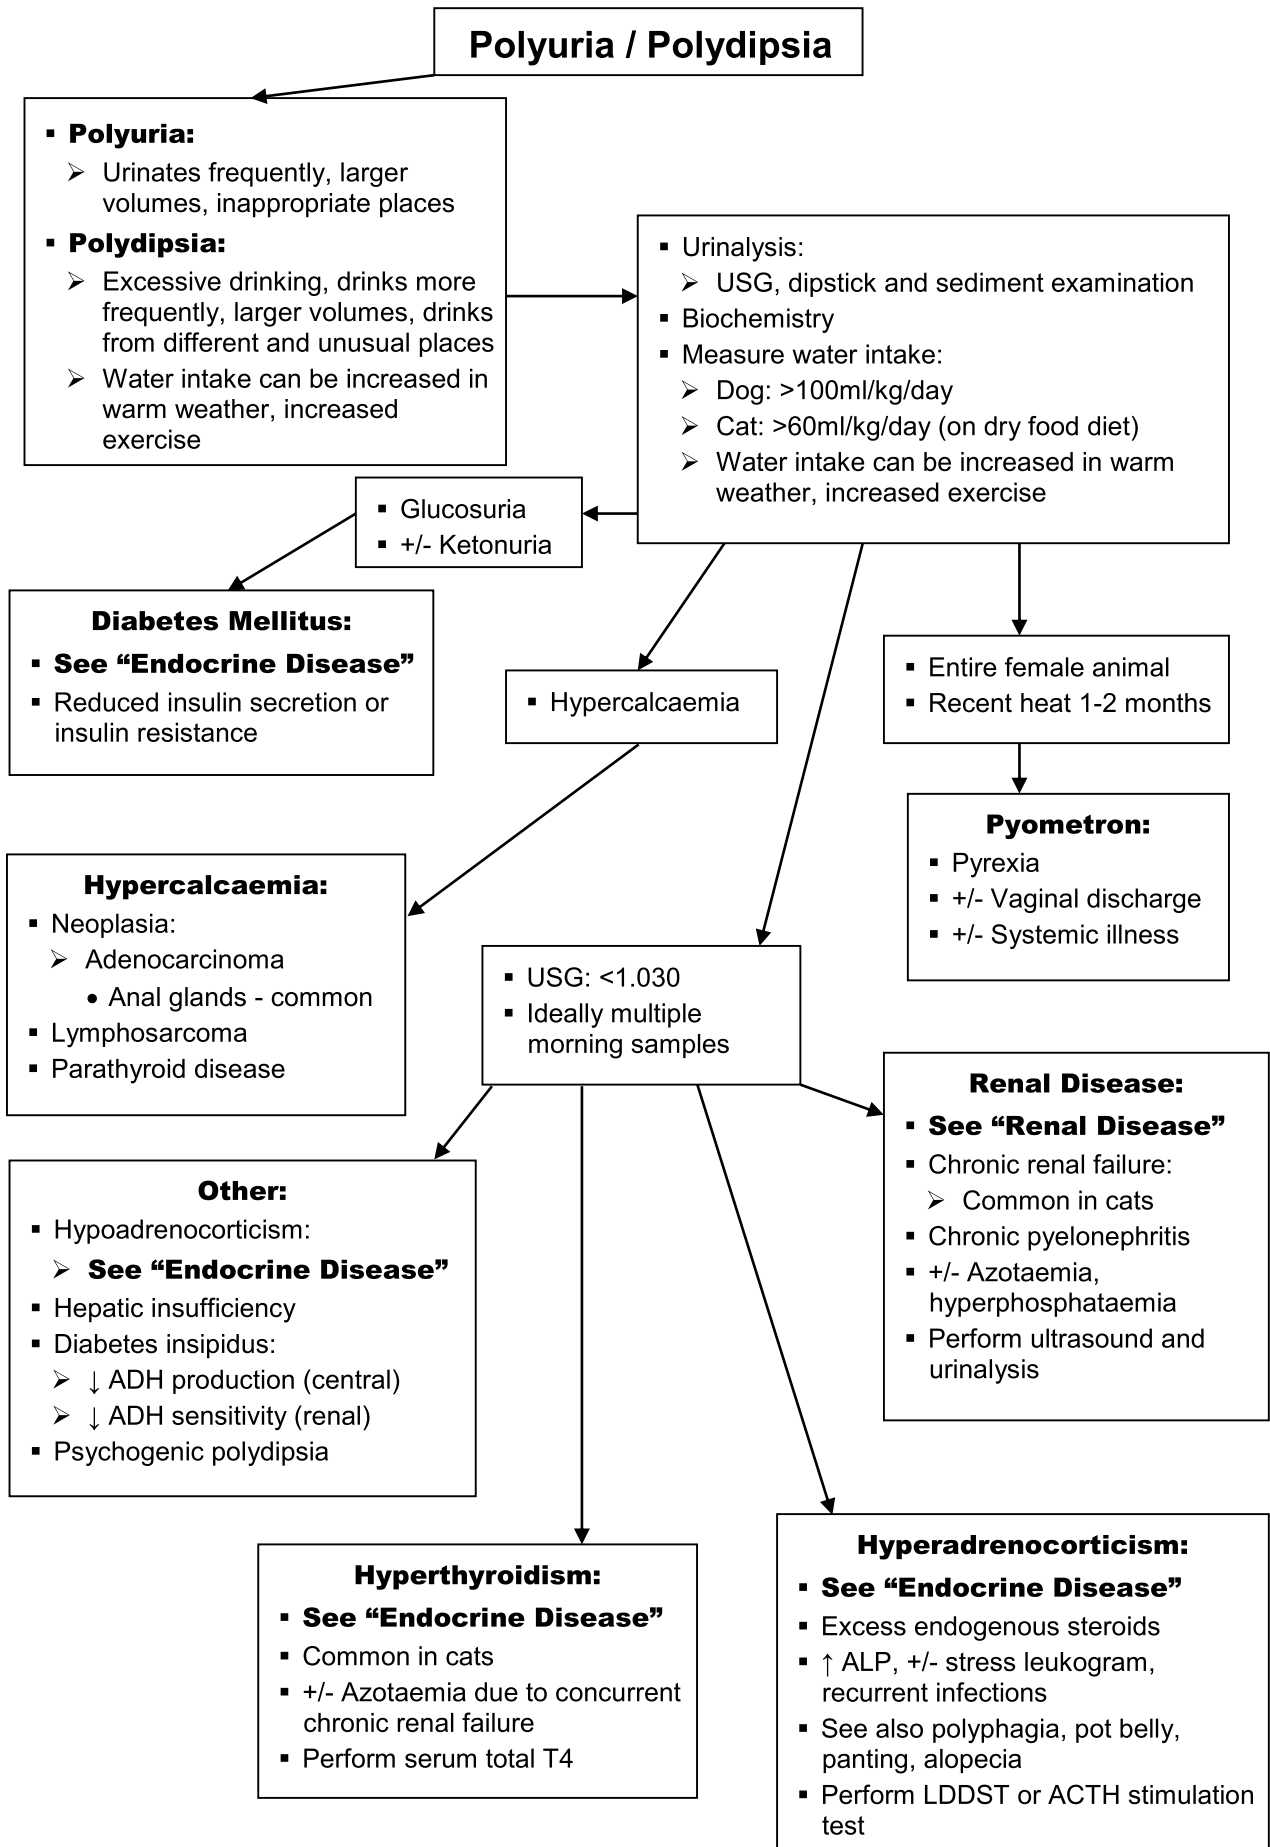 Polyuria / Polydipsia
▪ Polyuria:
➢ Urinates frequently, larger
volumes, inappropriate places
▪ Polydipsia:
➢ Excessive drinking, drinks more
frequently, larger volumes, drinks
from different and unusual places
➢ Water intake can be increased in
warm weather, increased
exercise
▪ Urinalysis:
➢ USG, dipstick and sediment examination
▪ Biochemistry
▪ Measure water intake:
➢ Dog: >100ml/kg/day
➢ Cat: >60ml/kg/day (on dry food diet)
➢ Water intake can be increased in warm
weather, increased exercise
▪ Glucosuria
▪ +/- Ketonuria
Diabetes Mellitus:
▪ See “Endocrine Disease”
▪ Reduced insulin secretion or
insulin resistance
▪ Hypercalcaemia
▪ Entire female animal
▪ Recent heat 1-2 months
Pyometron:
▪ Pyrexia
▪ +/- Vaginal discharge
▪ +/- Systemic illness
Hypercalcaemia:
▪ Neoplasia:
➢ Adenocarcinoma
• Anal glands - common
▪ Lymphosarcoma
▪ Parathyroid disease
▪ USG: <1.030
▪ Ideally multiple
morning samples
Renal Disease:
▪ See “Renal Disease”
▪ Chronic renal failure:
➢ Common in cats
▪ Chronic pyelonephritis
▪ +/- Azotaemia,
hyperphosphataemia
▪ Perform ultrasound and
urinalysis
Other:
▪ Hypoadrenocorticism:
➢ See “Endocrine Disease”
▪ Hepatic insufficiency
▪ Diabetes insipidus:
➢ ↓ ADH production (central)
➢ ↓ ADH sensitivity (renal)
▪ Psychogenic polydipsia
Hyperthyroidism:
▪ See “Endocrine Disease”
▪ Common in cats
▪ +/- Azotaemia due to concurrent
chronic renal failure
▪ Perform serum total T4
Hyperadrenocorticism:
▪ See “Endocrine Disease”
▪ Excess endogenous steroids
▪ ↑ ALP, +/- stress leukogram,
recurrent infections
▪ See also polyphagia, pot belly,
panting, alopecia
▪ Perform LDDST or ACTH stimulation
test